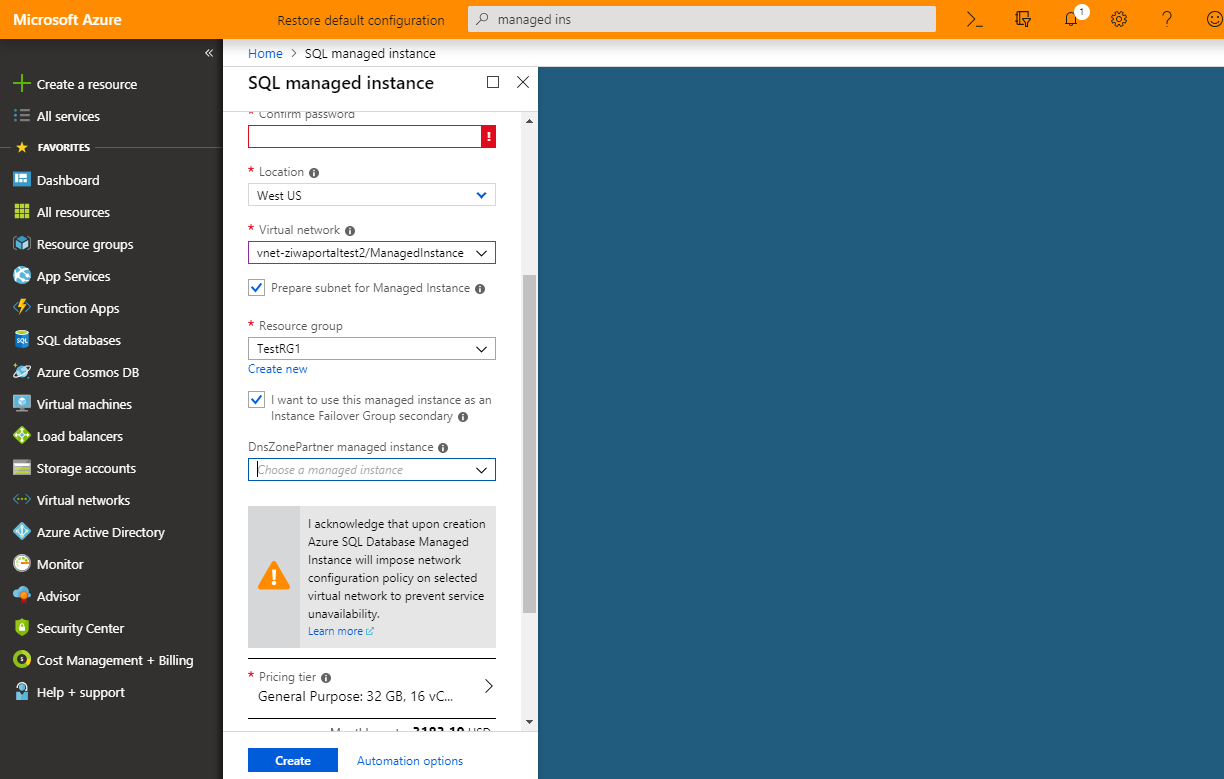 Microsoft Azure
Restore default configuration
managed ins
1
Create a resource
All services
FAVORITES
Dashboard
All resources
Resource groups
App Services
Function Apps
SQL databases
Azure Cosmos DB
Virtual machines
Load balancers
Storage accounts
Virtual networks
Azure Active Directory
Monitor
Advisor
Security Center
Cost Management + Billing
Help + support
Home > SQL managed instance
SQL managed instance
* Confirm password
* Location
West US
* Virtual network
vnet-ziwaportaltest2/ManagedInstance
Prepare subnet for Managed Instance
* Resource group
TestRG1
Create new
I want to use this managed instance as an
Instance Failover Group secondary
DnsZonePartner managed instance
Choose a managed instance
I acknowledge that upon creation
Azure SQL Database Managed
Instance will impose network
configuration policy on selected
virtual network to prevent service
unavailability.
Learn more
* Pricing tier
General Purpose: 32 GB, 16 vC...
Create
Automation options